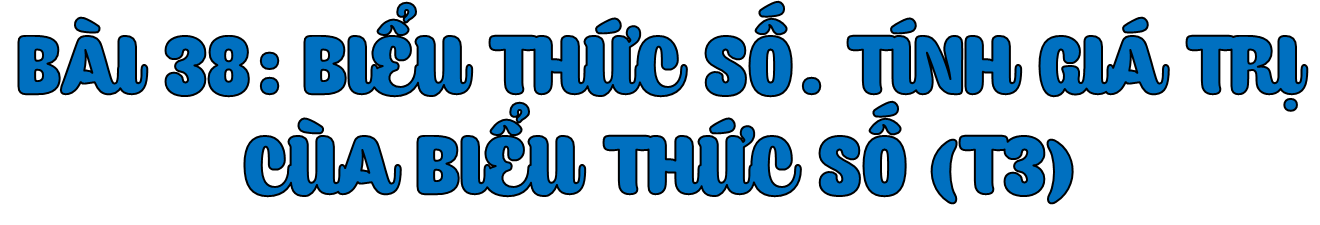 BÀI 38: BIỂU THỨC SỐ. TÍNH GIÁ TRỊ
CỦA BIỂU THỨC SỐ (T3)